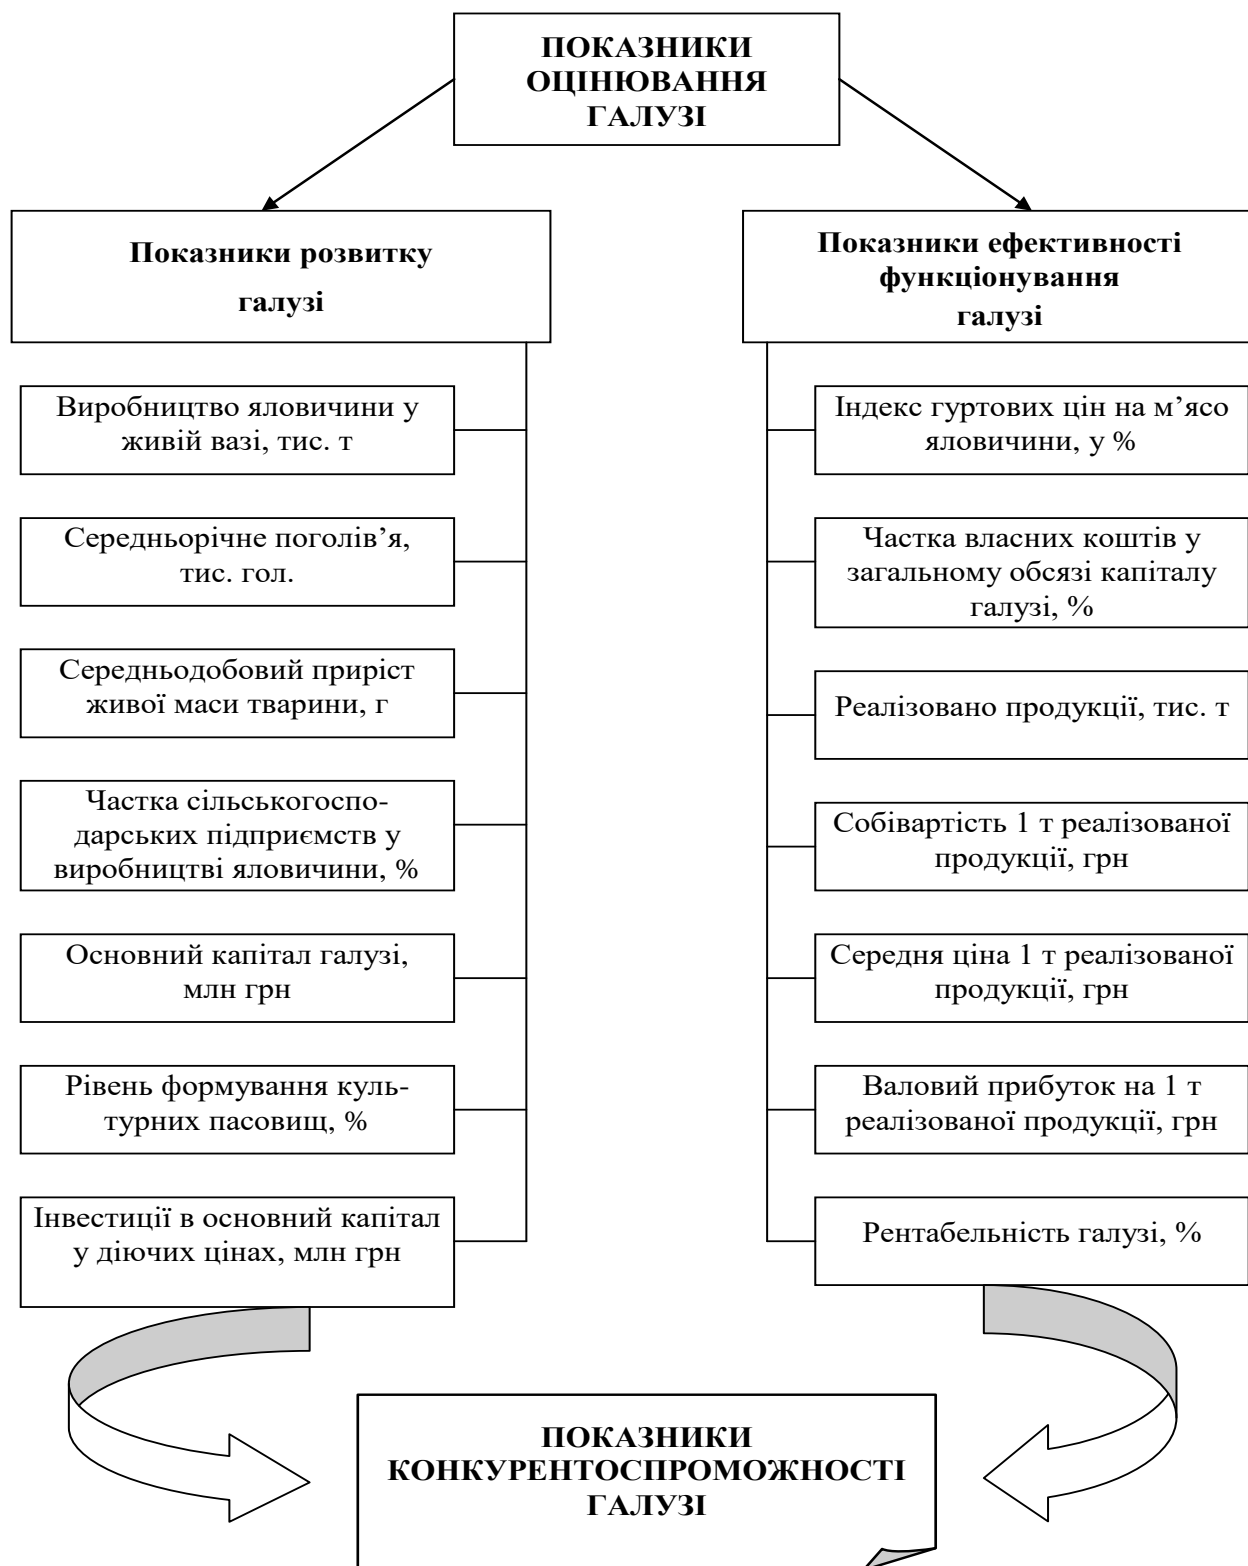 ПОКАЗНИКИ
ОЦІНЮВАННЯ
ГАЛУЗІ
Показники розвитку
галузі
Виробництво яловичини у
живій вазі, тис. т
Середньорічне поголів’я,
тис. гол.
Середньодобовий приріст
живої маси тварини, г
Частка сільськогоспо-
дарських підприємств у
виробництві яловичини, %
Основний капітал галузі,
млн грн
Рівень формування куль-
турних пасовищ, %
Інвестиції в основний капітал
у діючих цінах, млн грн
Показники ефективності
функціонування
галузі
Індекс гуртових цін на м’ясо
яловичини, у %
Частка власних коштів у
загальному обсязі капіталу
галузі, %
Реалізовано продукції, тис. т
Собівартість 1 т реалізованої
продукції, грн
Середня ціна 1 т реалізованої
продукції, грн
Валовий прибуток на 1 т
реалізованої продукції, грн
Рентабельність галузі, %
ПОКАЗНИКИ
КОНКУРЕНТОСПРОМОЖНОСТІ
ГАЛУЗІ